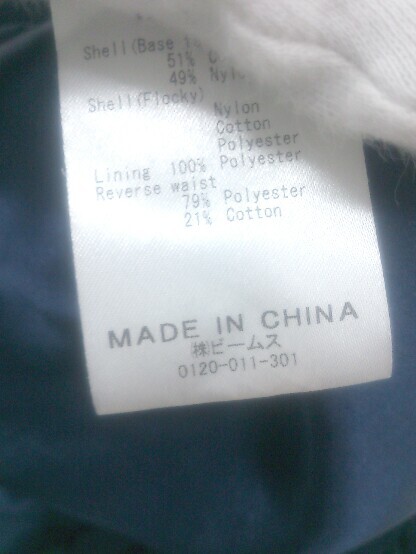 Shell(Base
51%
49% Nyl
Shell(Flocky)
Nylon
Cotton
Polyester
Lining 100% Polyester
Reverse waist
79% Polyester
21% Cotton
MADE IN CHINA
㈱ビームス
0120-011-301